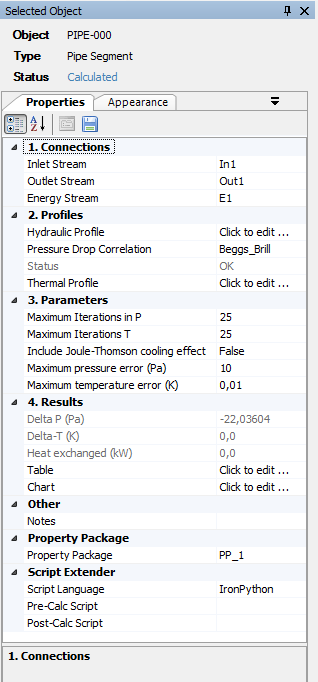 Selected Object
Object PIPE-000
Type Pipe Segment
Status Calculated
Properties Appearance
1. Connections
Inlet Stream In1
Outlet Stream Out1
Energy Stream E1
2. Profiles
Hydraulic Profile Click to edit ...
Pressure Drop Correlation Beggs_Brill
Status OK
Thermal Profile Click to edit ...
3. Parameters
Maximum Iterations in P 25
Maximum Iterations T 25
Include Joule-Thomson cooling effect False
Maximum pressure error (Pa) 10
Maximum temperature error (K) 0,01
4. Results
Delta P (Pa) -22,03604
Delta-T (K) 0,0
Heat exchanged (kW) 0,0
Table Click to edit ...
Chart Click to edit ...
Other
Notes
Property Package
Property Package PP_1
Script Extender
Script Language IronPython
Pre-Calc Script
Post-Calc Script
1. Connections